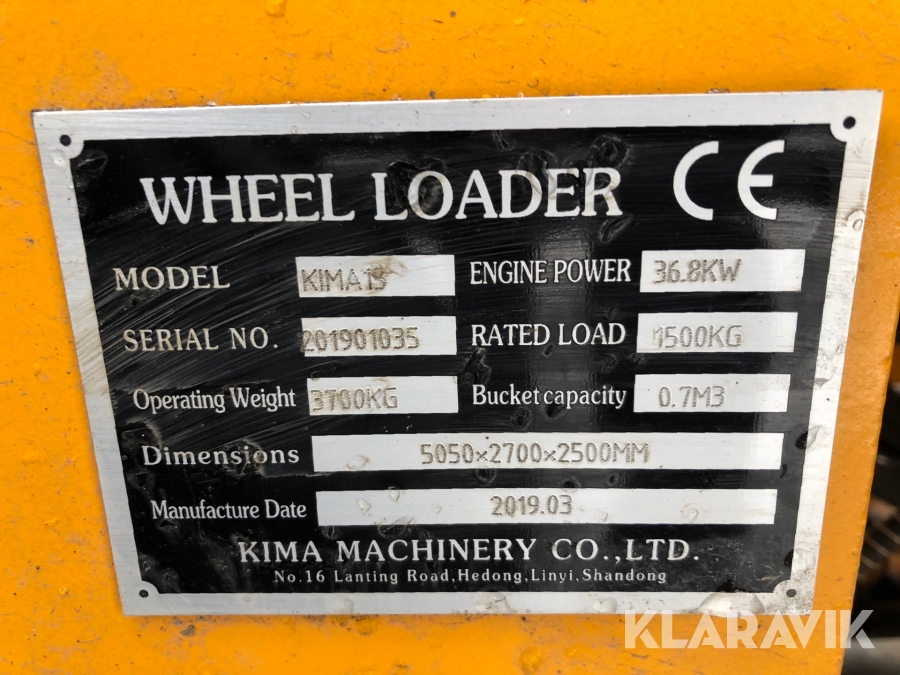 WHEEL LOADER CE
MODEL KIMA15 ENGINE POWER 36.8KW
SERIAL NO. 201901035 RATED LOAD 1500KG
Operating Weight 3700KG Bucket capacity 0.7M3
Dimensions 5050×2700×2500MM
Manufacture Date 2019.03
KIMA MACHINERY CO.,LTD.
No.16 Lanting Road,Hedong,Linyi,Shandong
KLARAVIK